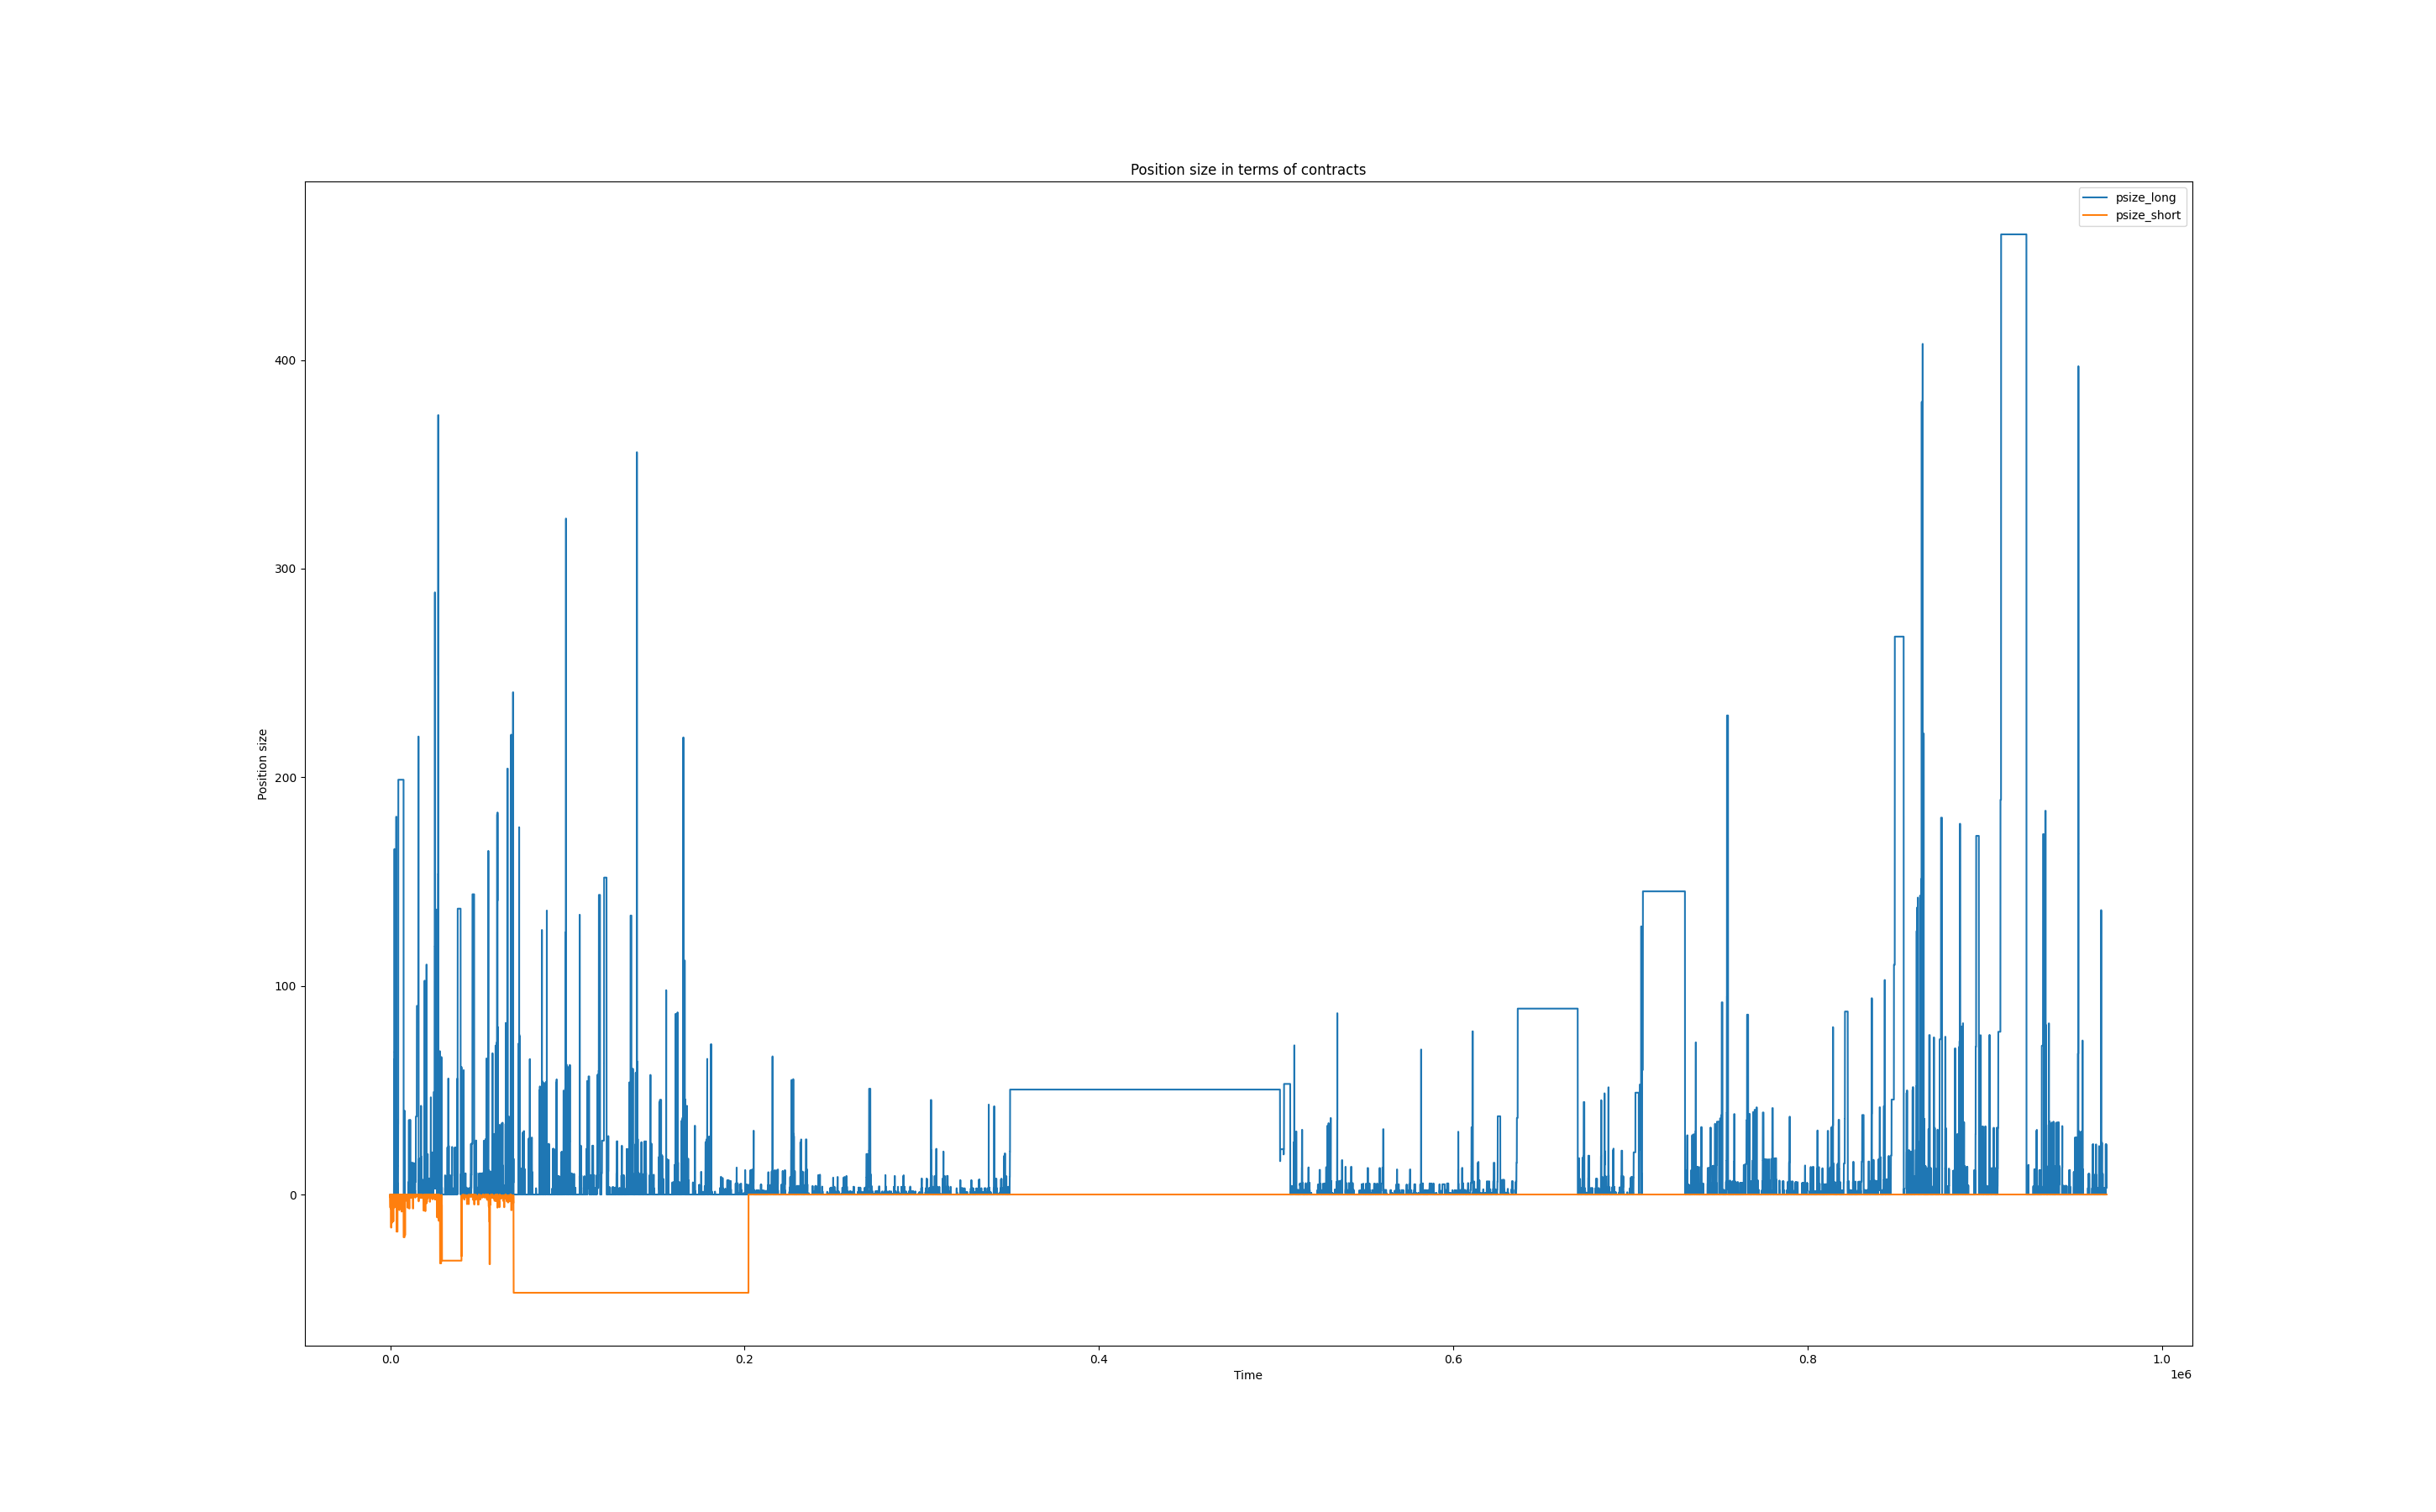 Position size in terms of contracts
psize_long
psize_short
400
300
200
100
0
Position size
0.0
0.2
0.4
0.6
0.8
1.0
Time
1e6